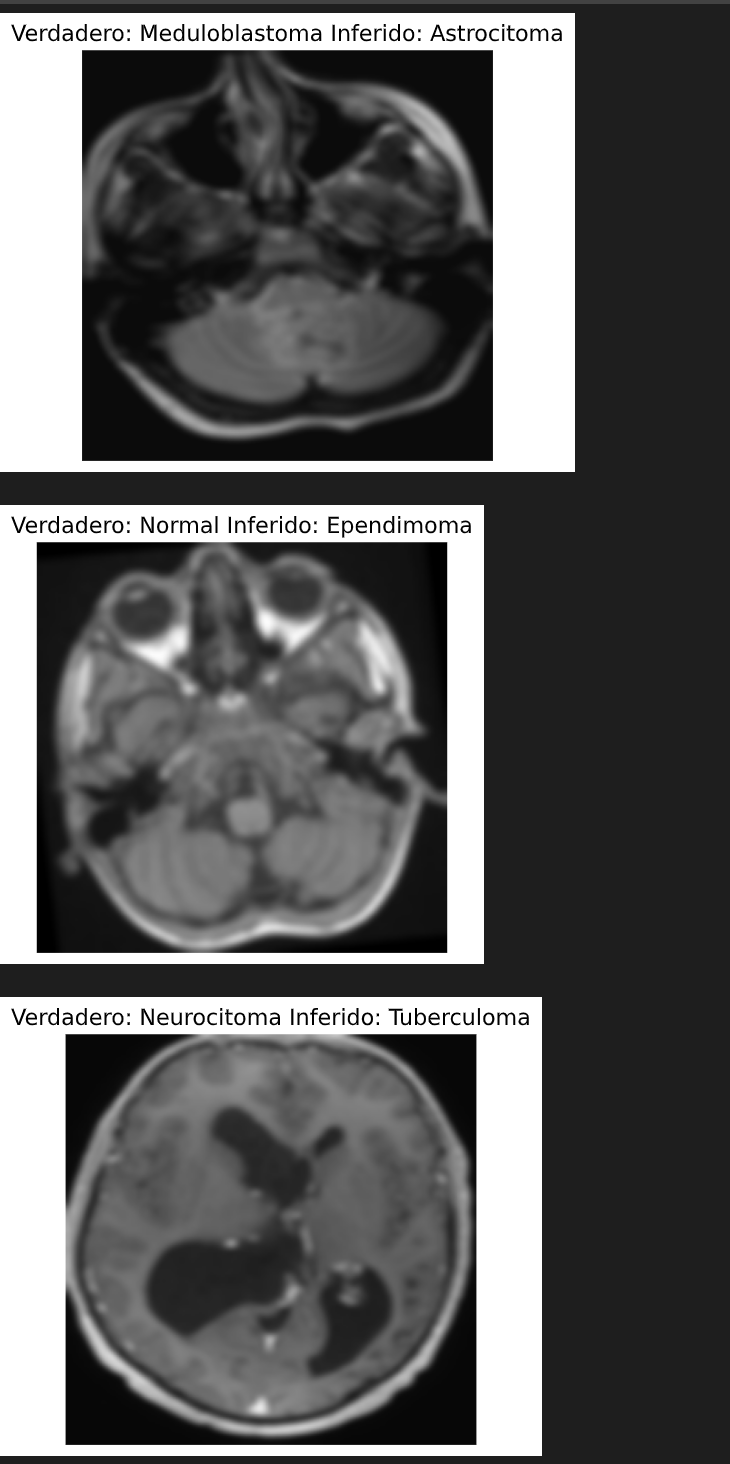 Verdadero: Meduloblastoma Inferido: Astrocitoma
Verdadero: Normal Inferido: Ependimoma
Verdadero: Neurocitoma Inferido: Tuberculoma